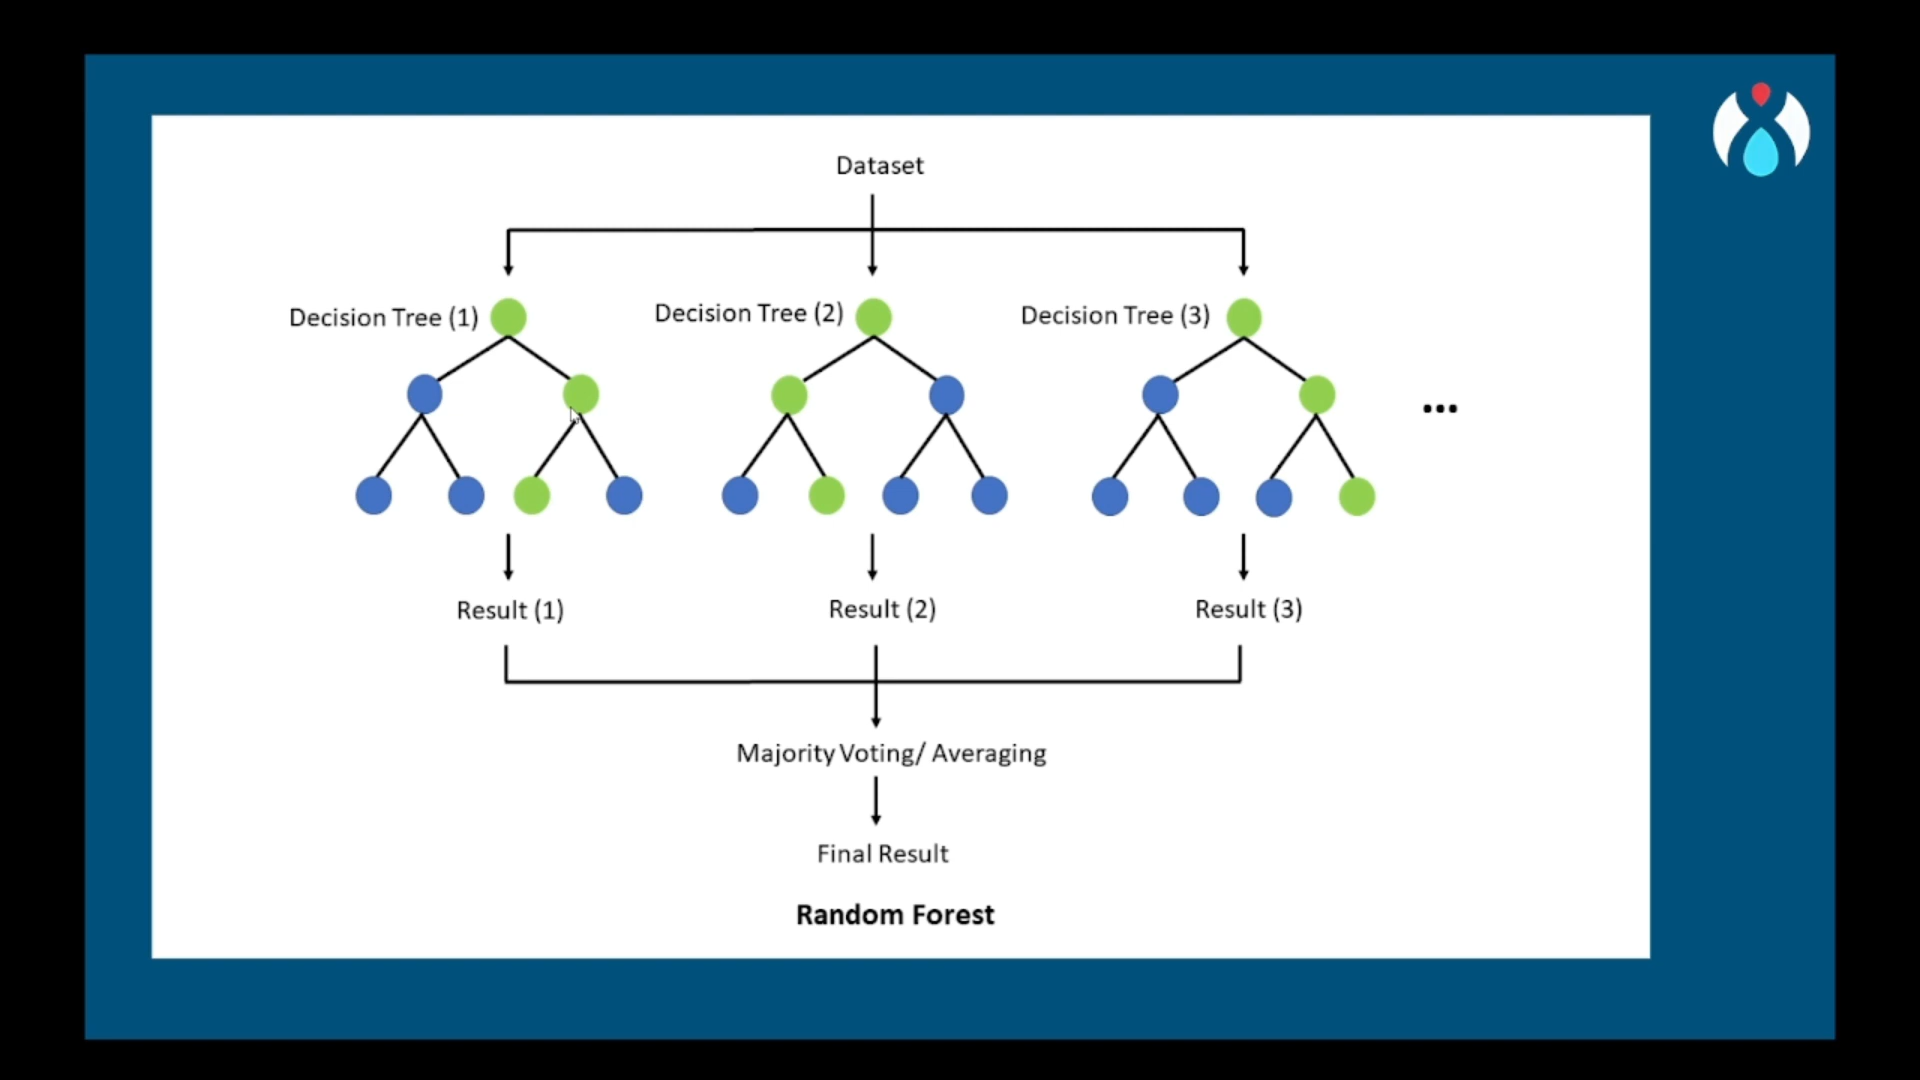 Dataset
Decision Tree (1)
Decision Tree (2)
Decision Tree (3)
...
Result (1)
Result (2)
Result (3)
Majority Voting/ Averaging
Final Result
Random Forest